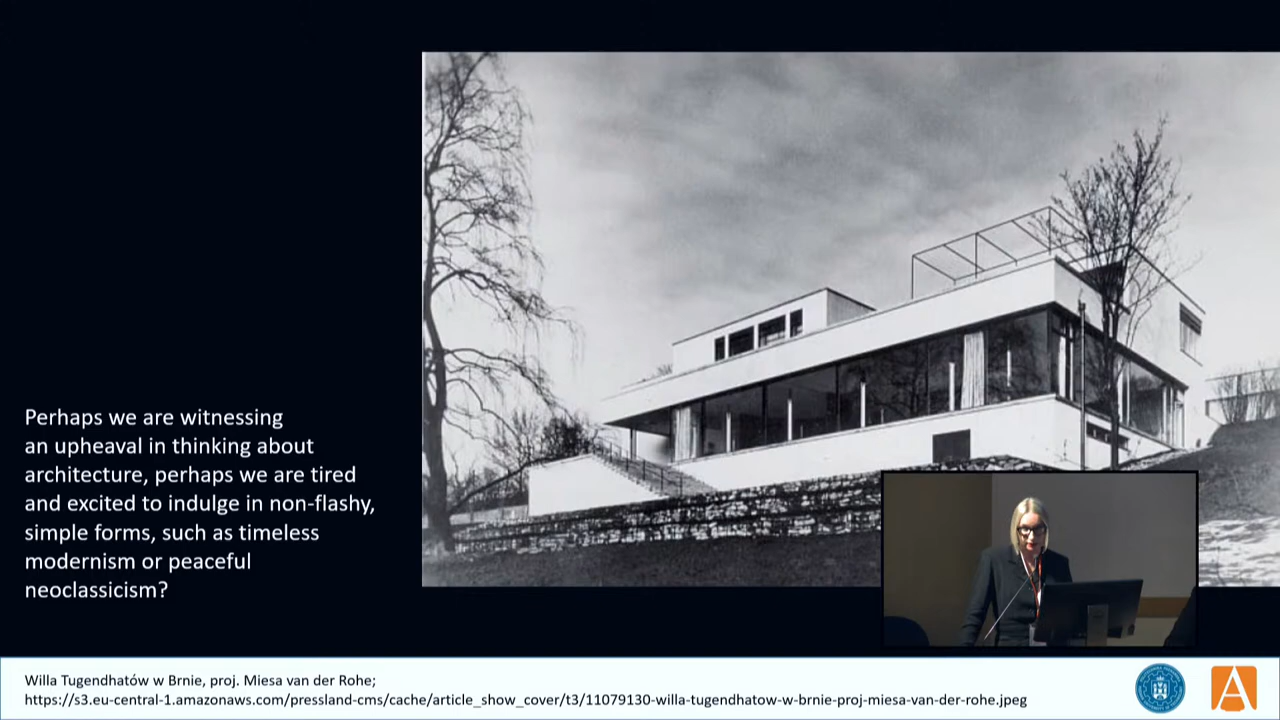 Perhaps we are witnessing
an upheaval in thinking about
architecture, perhaps we are tired
and excited to indulge in non-flashy,
simple forms, such as timeless
modernism or peaceful
neoclassicism?
Willa Tugendhatów w Brnie, proj. Miesa van der Rohe;
https://s3.eu-central-1.amazonaws.com/pressland-cms/cache/article_show_cover/t3/11079130-willa-tugendhatow-w-brnie-proj-miesa-van-der-rohe.jpeg
A